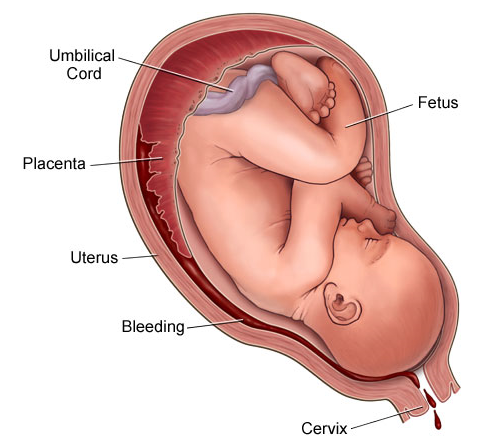 Umbilical
Cord
Fetus
Placenta
Uterus
Bleeding
Cervix